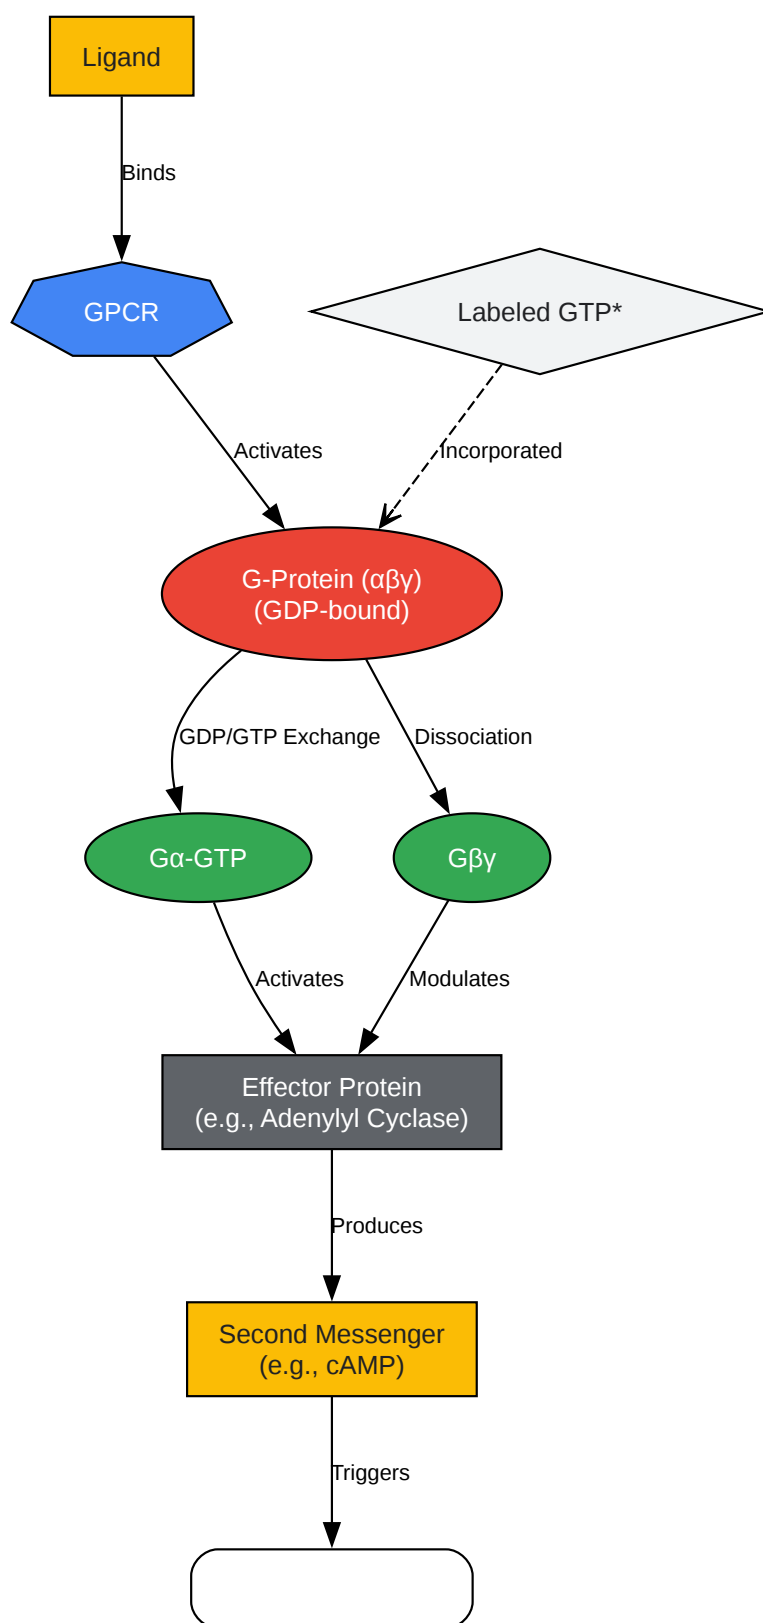 Ligand
Binds
GPCR
Labeled GTP*
Activates
Incorporated
G-Protein (αβγ)
(GDP-bound)
GDP/GTP Exchange
Dissociation
Gα-GTP
Gβγ
Activates
Modulates
Effector Protein
(e.g., Adenylyl Cyclase)
Produces
Second Messenger
(e.g., cAMP)
Triggers